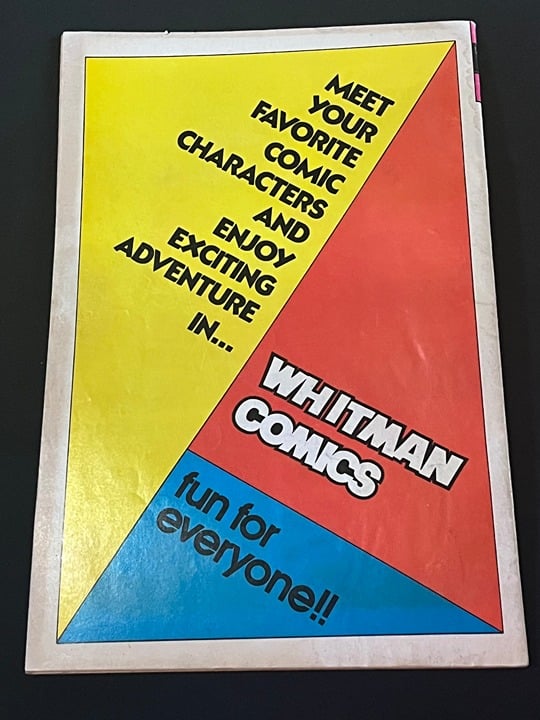 MEET
YOUR
FAVORITE
COMIC
CHARACTERS
AND
ENJOY
EXCITING
ADVENTURE
IN...
WHITMAN
COMICS
fun for
everyone!!